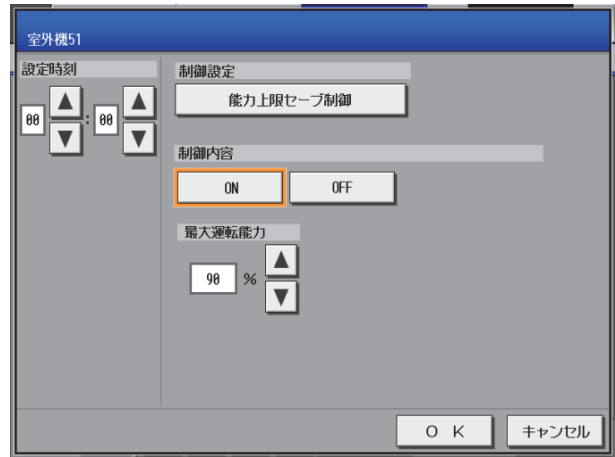 室外機51
設定時刻
00 : 00
制御設定
能力上限セーブ制御
制御内容
ON OFF
最大運転能力
90 %
O K キャンセル